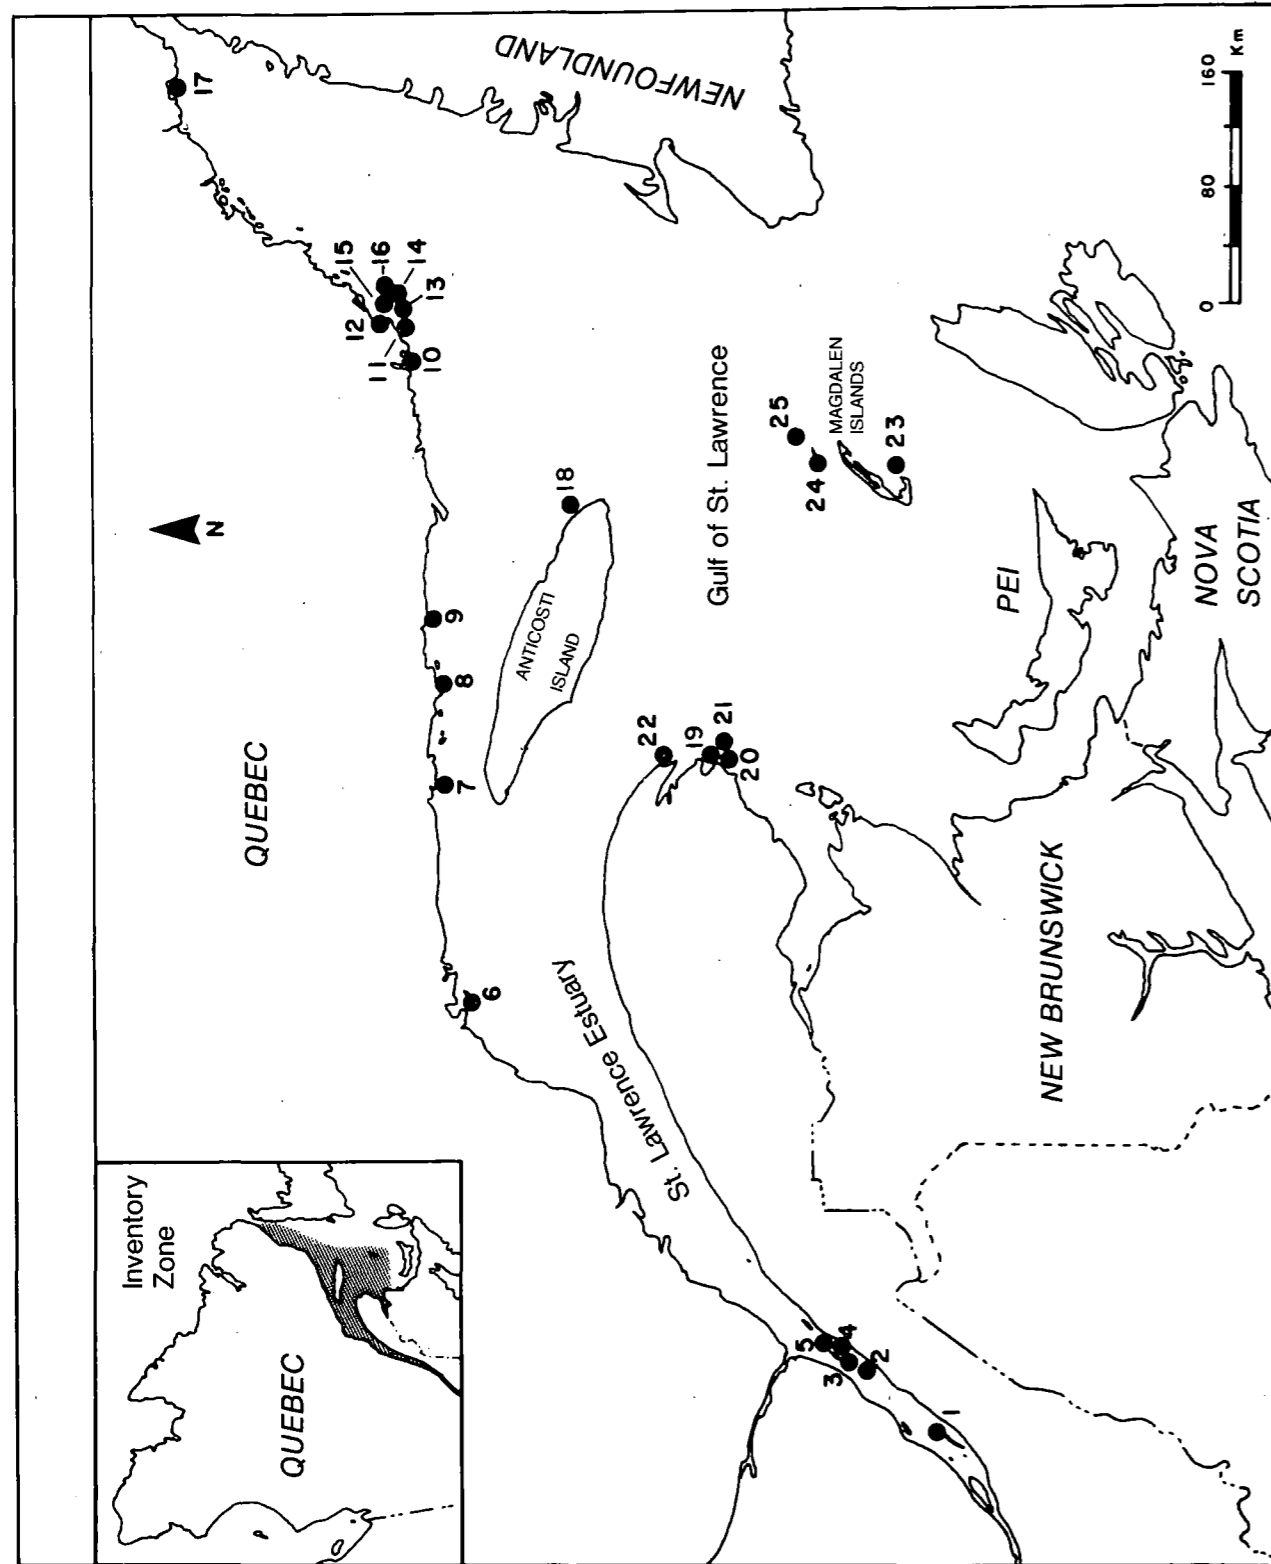 Inventory
Zone
QUEBEC
QUEBEC
N
NEWFOUNDLAND
17
15
16
14
13
12
11
10
9
8
7
6
18
ANTICOSTI
ISLAND
St. Lawrence Estuary
Gulf of St. Lawrence
22
19
21
20
25
24
MAGDALEN
ISLANDS
23
PEI
NOVA
SCOTIA
NEW BRUNSWICK
5
4
3
2
1
0 80 160
Km